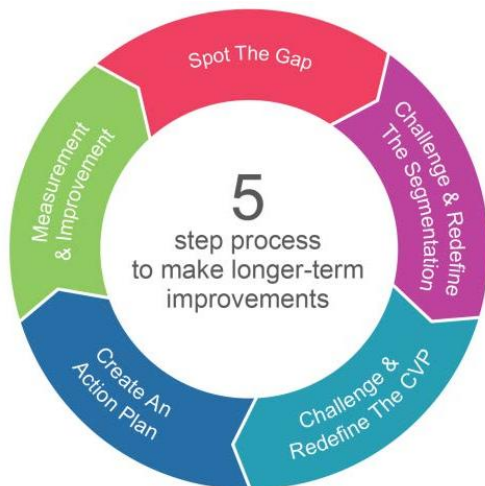 Spot The Gap
Challenge & Redefine
The Segmentation
Challenge &
Redefine The CVP
Create An
Action Plan
Measurement
& Improvement
5
step process
to make longer-term
improvements